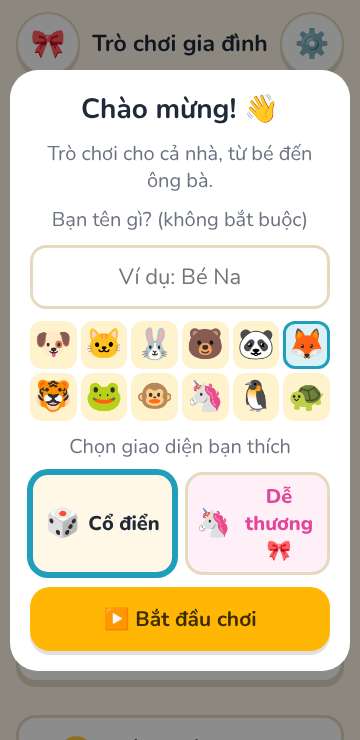 Trò chơi gia đình
Chào mừng! 👋
Trò chơi cho cả nhà, từ bé đến
ông bà.
Bạn tên gì? (không bắt buộc)
Ví dụ: Bé Na
Chọn giao diện bạn thích
Cổ điển
Dễ
thương
🎀
▶️ Bắt đầu chơi